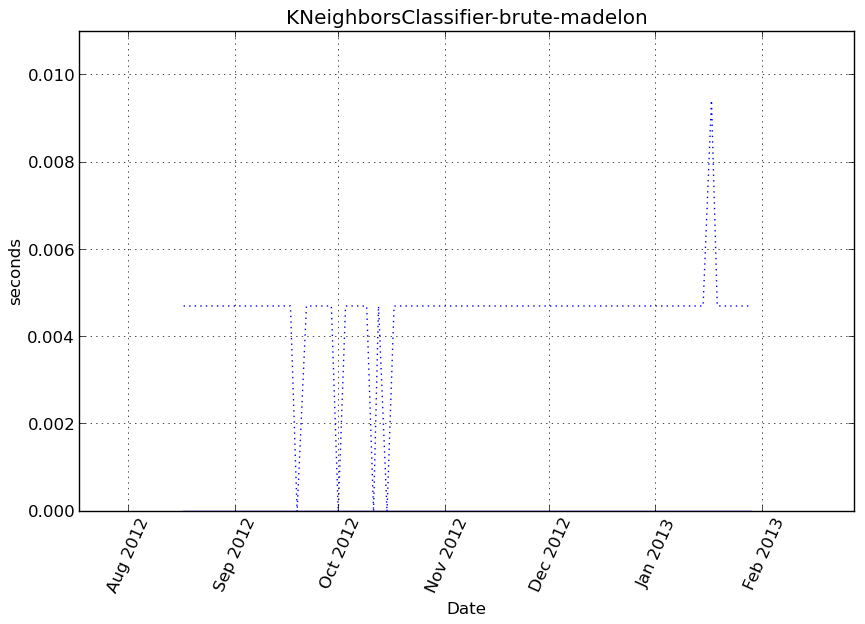 KNeighborsClassifier-brute-madelon
0.010
0.008
0.006
0.004
0.002
0.000
seconds
Aug 2012
Sep 2012
Oct 2012
Nov 2012
Dec 2012
Jan 2013
Feb 2013
Date